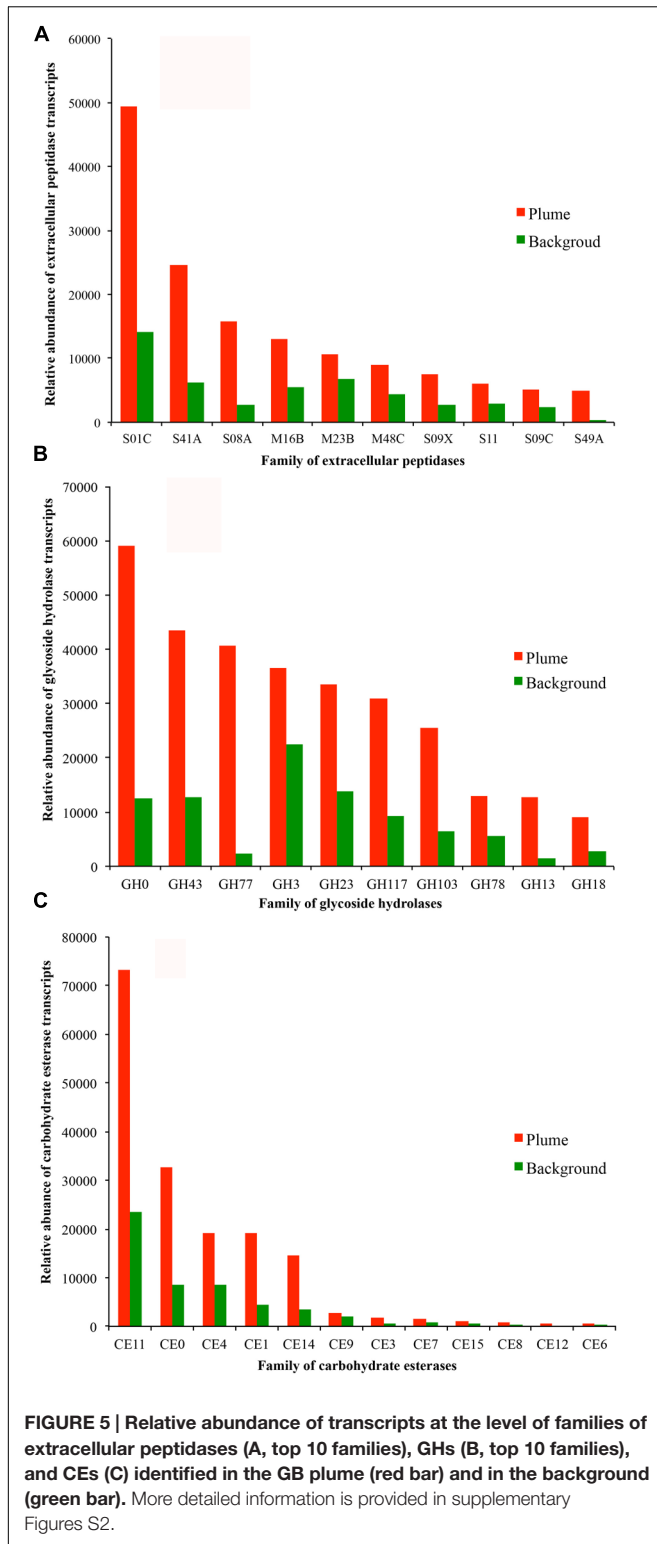 A
60000
50000
40000
30000
20000
10000
0
Relative abundance of extracellular peptidase transcripts
Plume
Backgroud
S01C S41A S08A M16B M23B M48C S09X S11 S09C S49A
Family of extracellular peptidases
B
70000
60000
50000
40000
30000
20000
10000
0
Relative abundance of glycoside hydrolase transcripts
Plume
Background
GH0 GH43 GH77 GH3 GH23 GH117 GH103 GH78 GH13 GH18
Family of glycoside hydrolases
C
80000
70000
60000
50000
40000
30000
20000
10000
0
Relative abuance of carbohydrate esterase transcripts
Plume
Background
CE11 CE0 CE4 CE1 CE14 CE9 CE3 CE7 CE15 CE8 CE12 CE6
Family of carbohydrate esterases
FIGURE 5 | Relative abundance of transcripts at the level of families of
extracellular peptidases (A, top 10 families), GHs (B, top 10 families),
and CEs (C) identified in the GB plume (red bar) and in the background
(green bar). More detailed information is provided in supplementary
Figures S2.